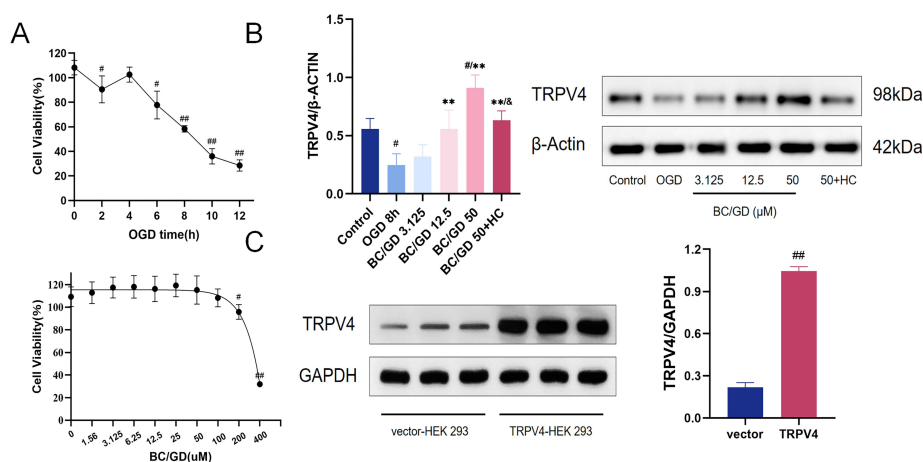 A
Cell Viability(%)
120
100
80
60
40
20
0
#
#
##
##
##
0 2 4 6 8 10 12
OGD time(h)
B
TRPV4/β-ACTIN
1.5
1.0
0.5
0.0
#
**
#/**
**/&
Control
OGD 8h
BC/GD 3.125
BC/GD 12.5
BC/GD 50
BC/GD 50+HC
TRPV4
98kDa
β-Actin
42kDa
Control OGD 3.125 12.5 50 50+HC
BC/GD (μM)
C
Cell Viability(%)
120
100
80
60
40
20
0
#
##
0 1.56 3.125 6.25 12.5 25 50 100 200 400
BC/GD(uM)
TRPV4
GAPDH
vector-HEK 293 TRPV4-HEK 293
TRPV4/GAPDH
1.2
0.9
0.6
0.3
0.0
##
vector TRPV4